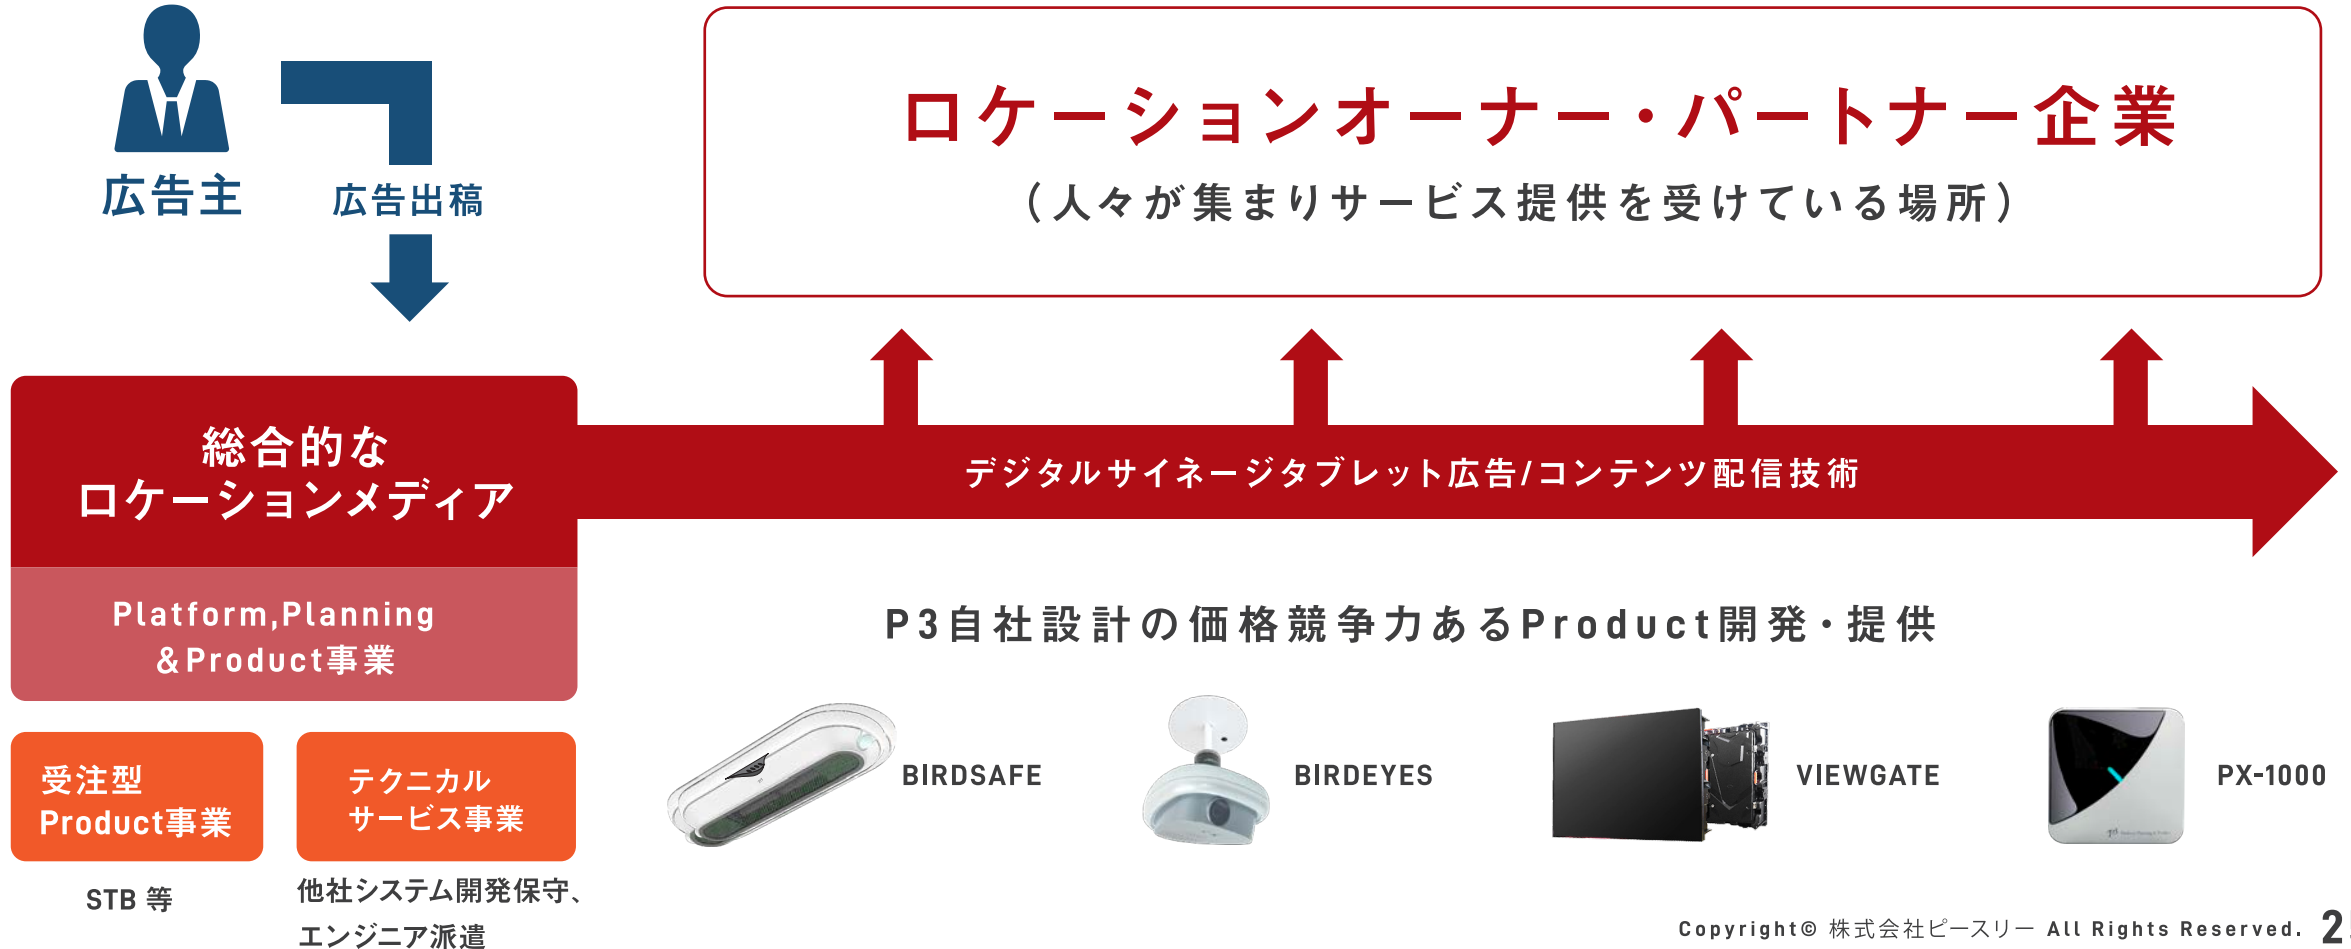 広告主
広告出稿
ロケーションオーナー・パートナー企業
（人々が集まりサービス提供を受けている場所）
総合的な
ロケーションメディア
デジタルサイネージタブレット広告/コンテンツ配信技術
Platform,Planning
&Product事業
P3自社設計の価格競争力あるProduct開発・提供
受注型
Product事業
テクニカル
サービス事業
STB 等
他社システム開発保守、
エンジニア派遣
BIRDSAFE
BIRDEYES
VIEWGATE
PX-1000
Copyright© 株式会社ピースリー All Rights Reserved.
2